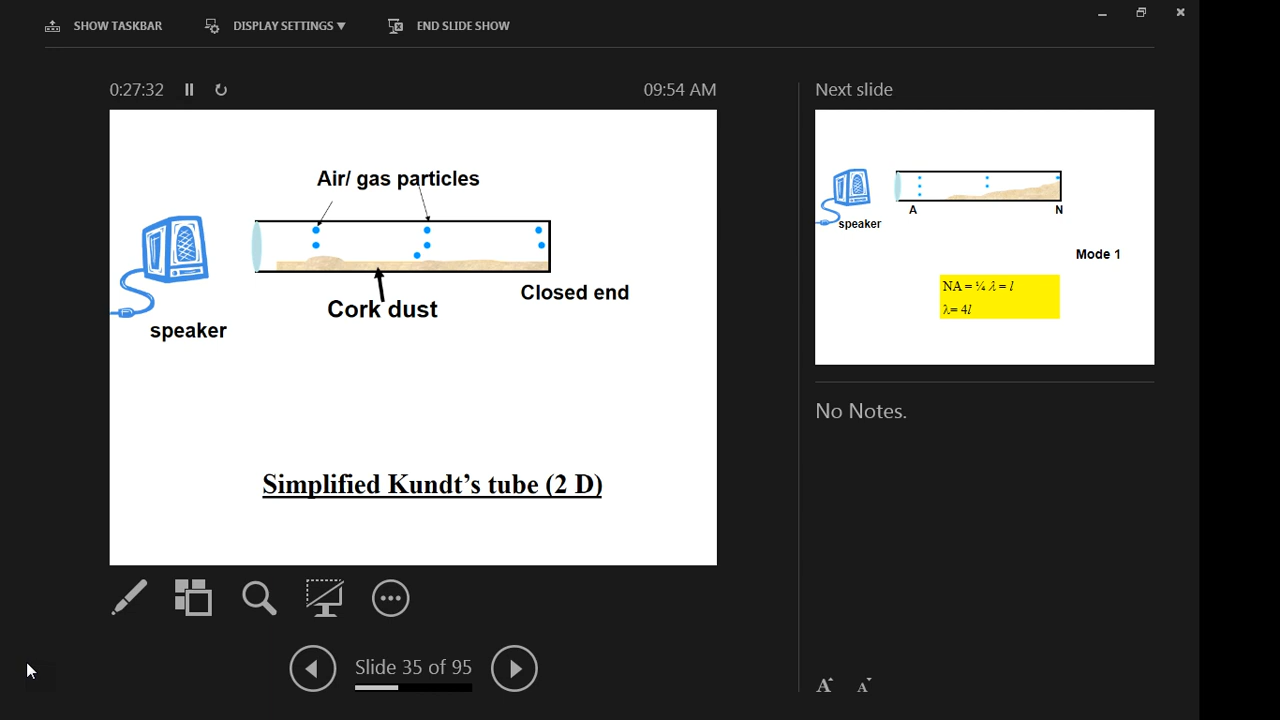 SHOW TASKBAR DISPLAY SETTINGS ▼ END SLIDE SHOW
0:27:32 09:54 AM
Air/ gas particles
Cork dust
Closed end
speaker
Simplified Kundt's tube (2 D)
Slide 35 of 95
Next slide
A N
speaker
Mode 1
NA = ¼ λ = l
λ= 4l
No Notes.
A A